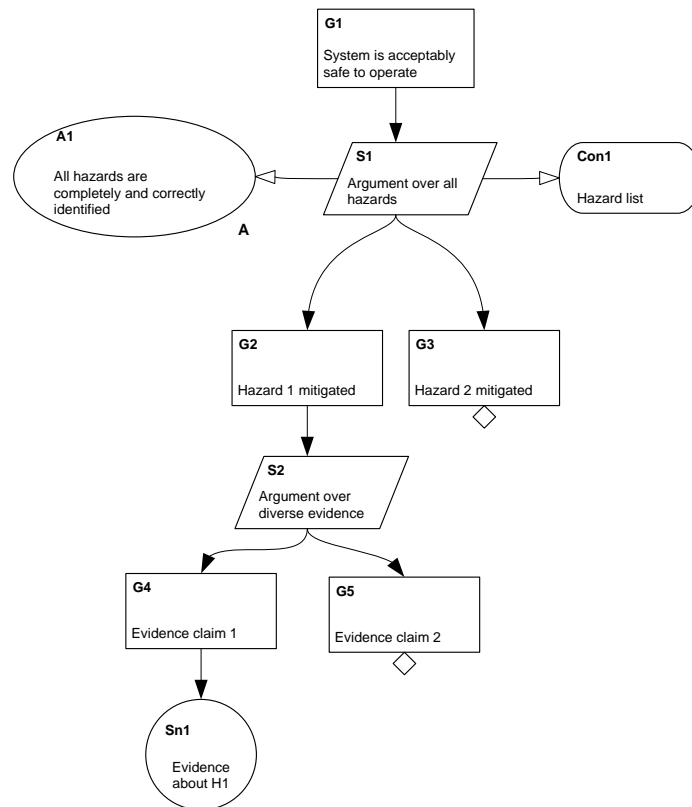 G1
System is acceptably
safe to operate
A1
All hazards are
completely and correctly
identified
A
S1
Argument over all
hazards
Con1
Hazard list
G2
Hazard 1 mitigated
G3
Hazard 2 mitigated
S2
Argument over
diverse evidence
G4
Evidence claim 1
G5
Evidence claim 2
Sn1
Evidence
about H1